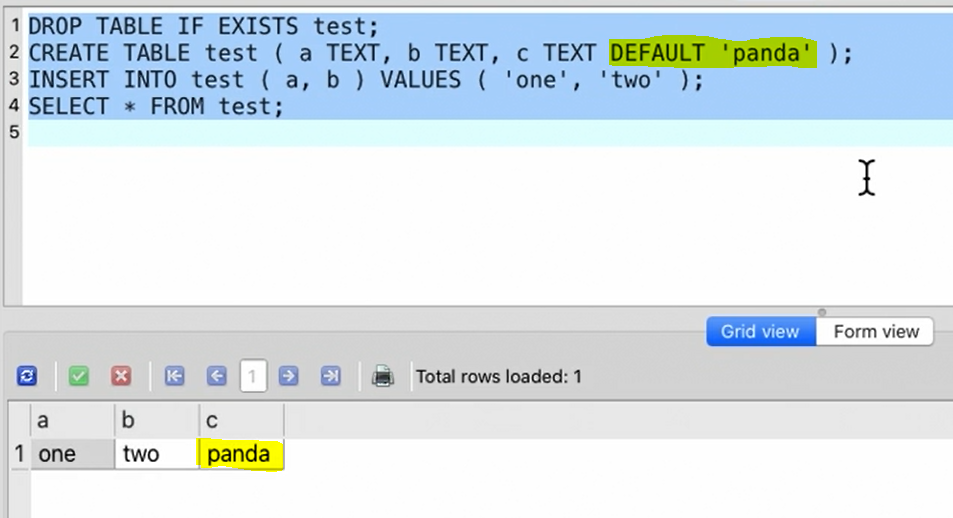 1 DROP TABLE IF EXISTS test;
2 CREATE TABLE test ( a TEXT, b TEXT, c TEXT DEFAULT 'panda' );
3 INSERT INTO test ( a, b ) VALUES ( 'one', 'two' );
4 SELECT * FROM test;
5
Grid view Form view
1 Total rows loaded: 1
a b c
1 one two panda